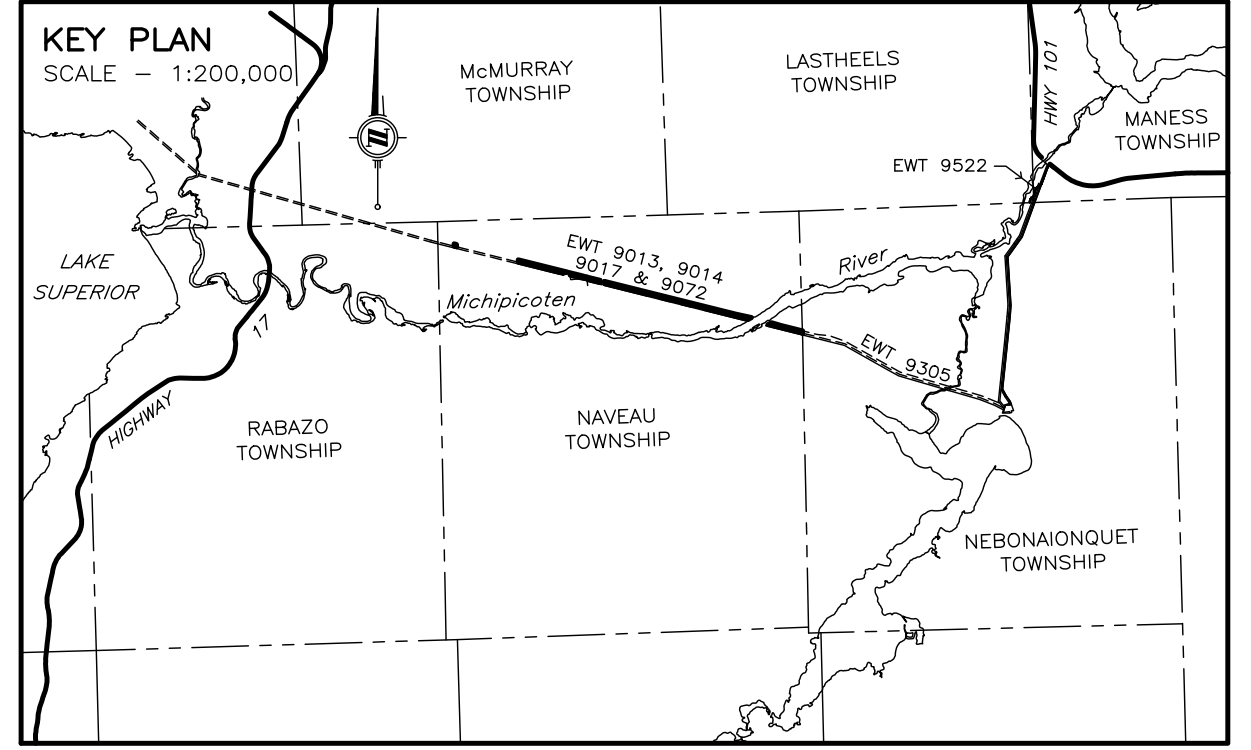 KEY PLAN
SCALE – 1:200,000
McMURRAY
TOWNSHIP
LASTHEELS
TOWNSHIP
HWY 101
MANESS
TOWNSHIP
EWT 9522
N
LAKE
SUPERIOR
EWT 9013, 9014
9017 & 9072
River
Michipicoten
17
EWT 9305
HIGHWAY
RABAZO
TOWNSHIP
NAVEAU
TOWNSHIP
NEBONAIONQUET
TOWNSHIP